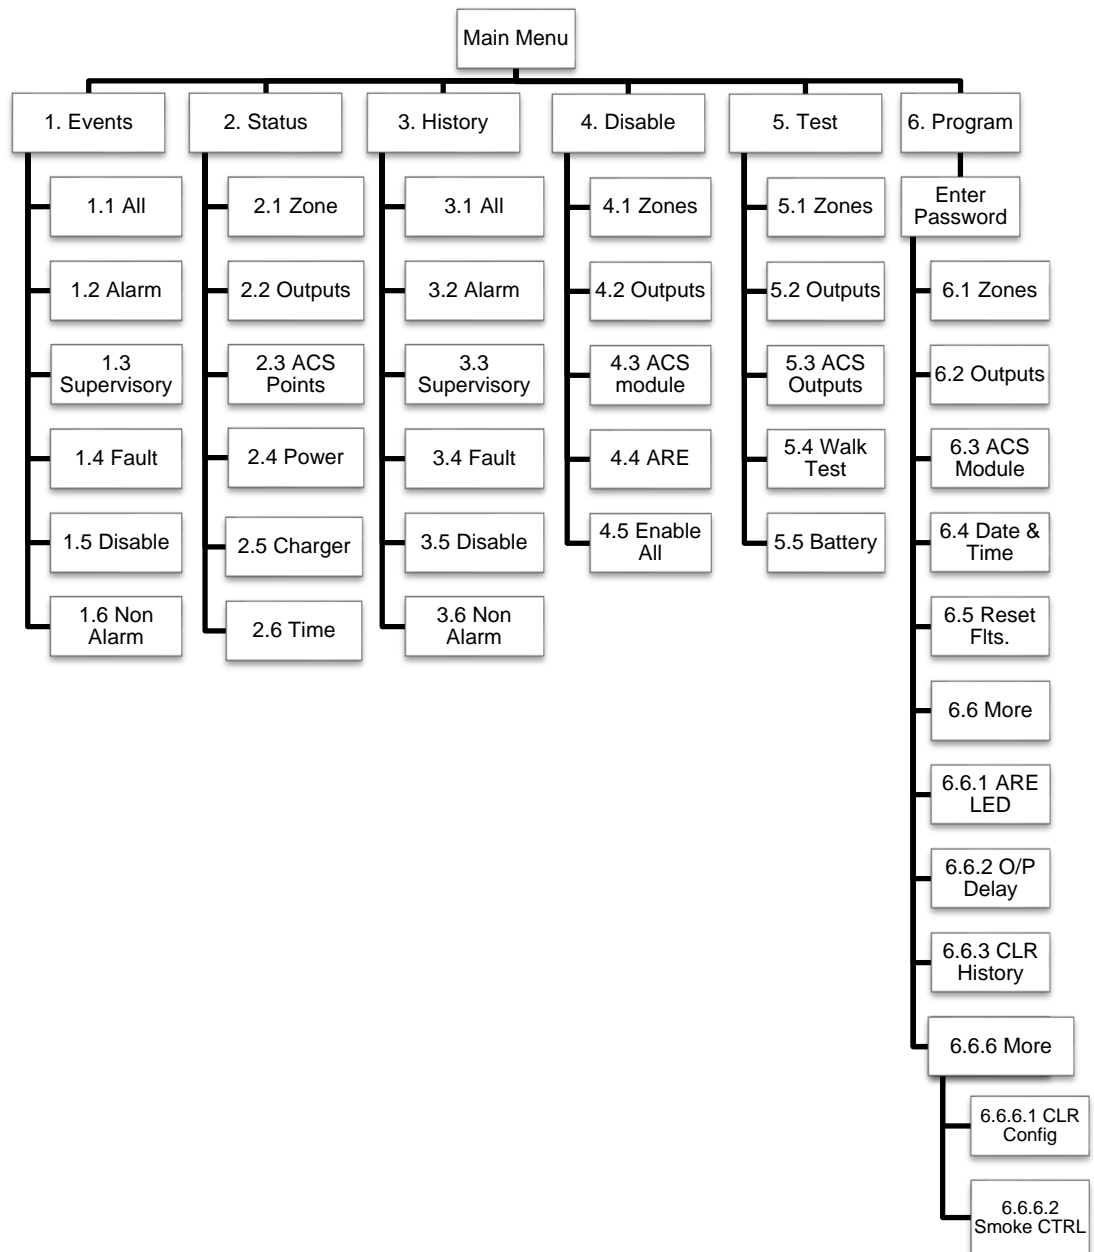 Main Menu
1. Events
2. Status
3. History
4. Disable
5. Test
6. Program
1.1 All
1.2 Alarm
1.3
Supervisory
1.4 Fault
1.5 Disable
1.6 Non
Alarm
2.1 Zone
2.2 Outputs
2.3 ACS
Points
2.4 Power
2.5 Charger
2.6 Time
3.1 All
3.2 Alarm
3.3
Supervisory
3.4 Fault
3.5 Disable
3.6 Non
Alarm
4.1 Zones
4.2 Outputs
4.3 ACS
module
4.4 ARE
4.5 Enable
All
5.1 Zones
5.2 Outputs
5.3 ACS
Outputs
5.4 Walk
Test
5.5 Battery
Enter
Password
6.1 Zones
6.2 Outputs
6.3 ACS
Module
6.4 Date &
Time
6.5 Reset
Flts.
6.6 More
6.6.1 ARE
LED
6.6.2 O/P
Delay
6.6.3 CLR
History
6.6.6 More
6.6.6.1 CLR
Config
6.6.6.2
Smoke CTRL